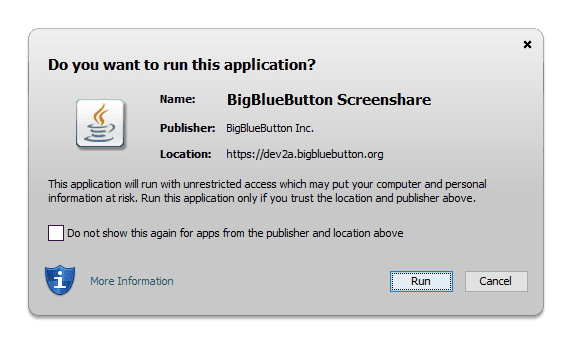 Do you want to run this application?
Name: BigBlueButton Screenshare
Publisher: BigBlueButton Inc.
Location: https://dev2a.bigbluebutton.org
This application will run with unrestricted access which may put your computer and personal
information at risk. Run this application only if you trust the location and publisher above.
Do not show this again for apps from the publisher and location above
More Information
Run
Cancel